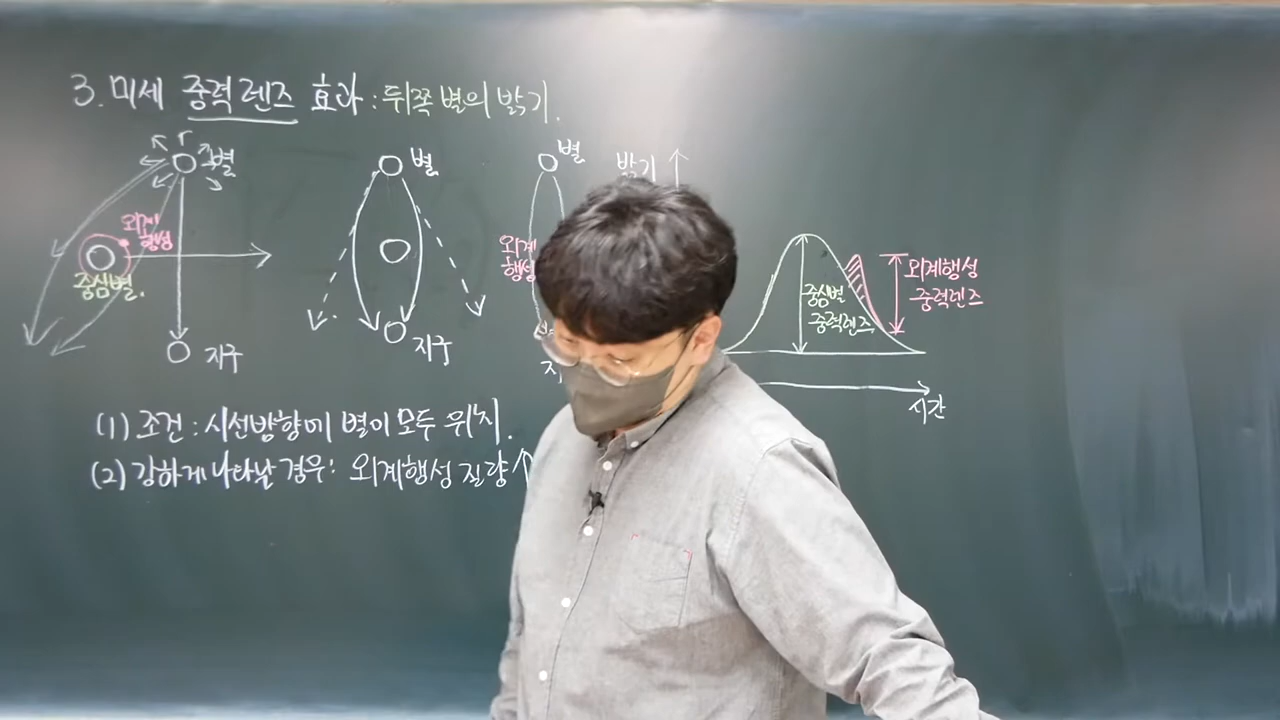 3. 미세 중력렌즈 효과 : 뒤쪽 별의 밝기.
별
외계
행성
중심별.
지구
별
지구
별
외계
행성
밝기
중심별
중력렌즈
외계행성
중력렌즈
시간
(1) 조건 : 시선방향에 별이 모두 위치.
(2) 강하게 나타날 경우 : 외계행성 질량↑